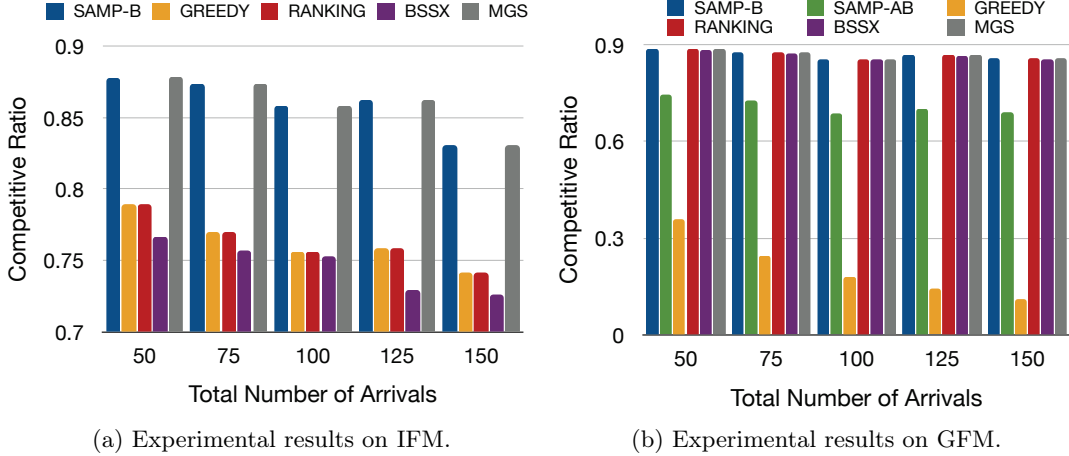 SAMP-B GREEDY RANKING BSSX MGS
0.9
0.85
0.8
0.75
0.7
Competitive Ratio
50 75 100 125 150
Total Number of Arrivals
(a) Experimental results on IFM.
SAMP-B SAMP-AB GREEDY
RANKING BSSX MGS
0.9
0.6
0.3
0
Competitive Ratio
50 75 100 125 150
Total Number of Arrivals
(b) Experimental results on GFM.